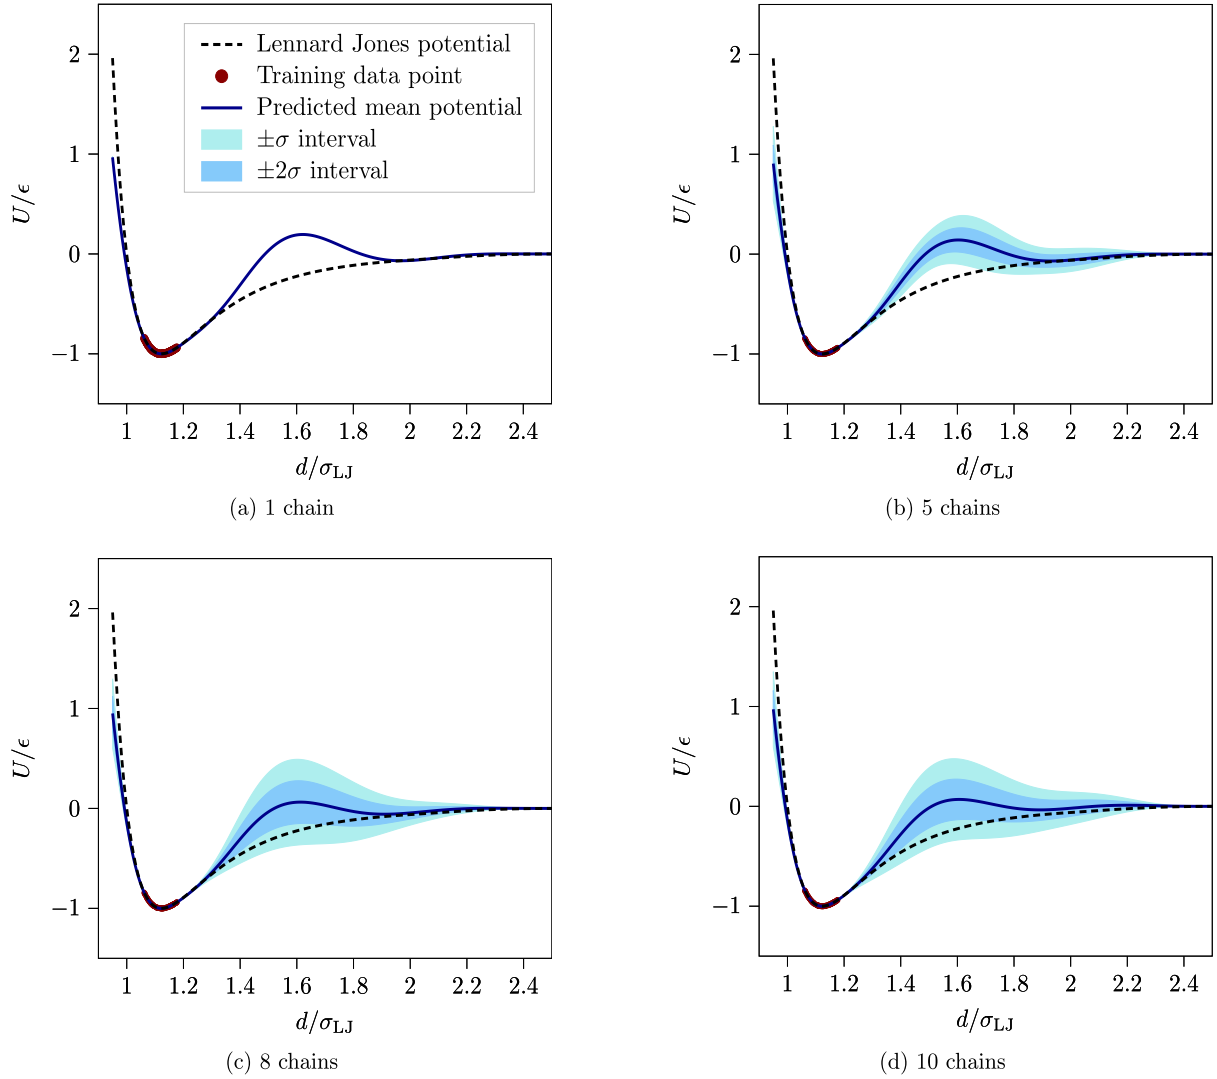 2
1
0
−1
U/ϵ
1 1.2 1.4 1.6 1.8 2 2.2 2.4
d/σLJ
Lennard Jones potential
Training data point
Predicted mean potential
±σ interval
±2σ interval
(a) 1 chain
2
1
0
−1
U/ϵ
1 1.2 1.4 1.6 1.8 2 2.2 2.4
d/σLJ
(b) 5 chains
2
1
0
−1
U/ϵ
1 1.2 1.4 1.6 1.8 2 2.2 2.4
d/σLJ
(c) 8 chains
2
1
0
−1
U/ϵ
1 1.2 1.4 1.6 1.8 2 2.2 2.4
d/σLJ
(d) 10 chains